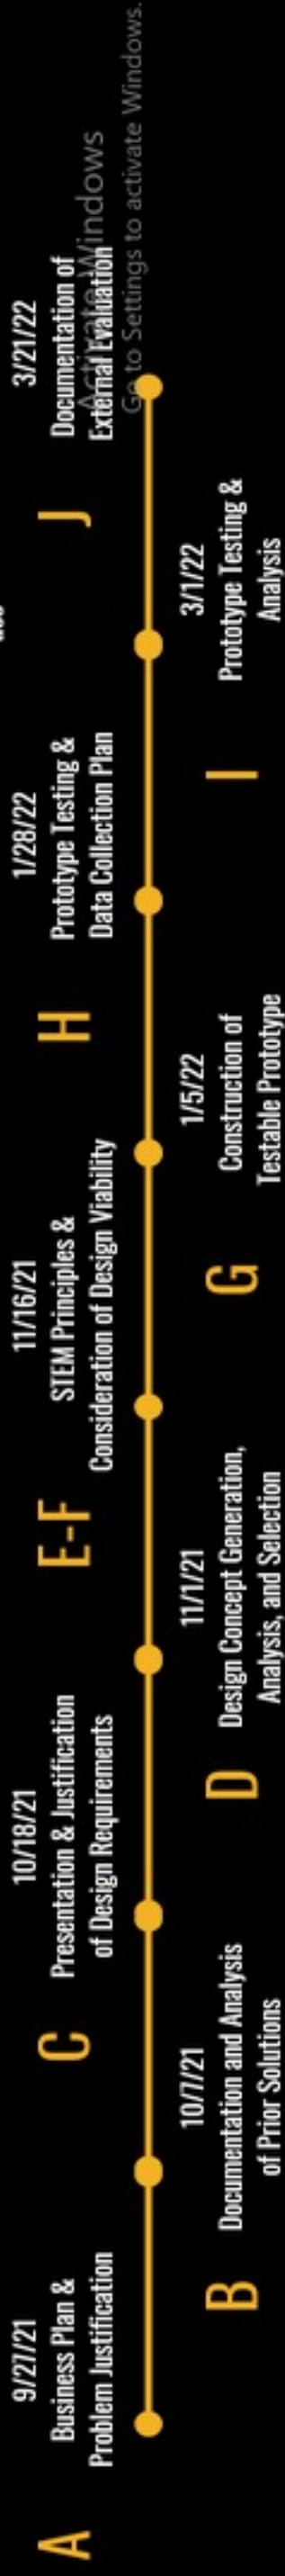 A
9/27/21
Business Plan &
Problem Justification
B
10/7/21
Documentation and Analysis
of Prior Solutions
C
10/18/21
Presentation & Justification
of Design Requirements
D
11/1/21
Design Concept Generation,
Analysis, and Selection
E-F
11/16/21
STEM Principles &
Consideration of Design Viability
G
1/5/22
Construction of
Testable Prototype
H
1/28/22
Prototype Testing &
Data Collection Plan
I
3/1/22
Prototype Testing &
Analysis
J
3/21/22
Documentation of
External Evaluation
Activate Windows
Go to Settings to activate Windows.